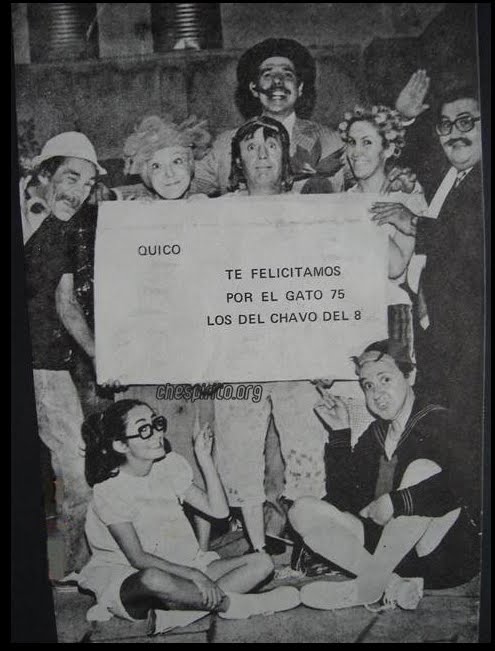 QUICO
TE FELICITAMOS
POR EL GATO 75
LOS DEL CHAVO DEL 8
chespirito.org